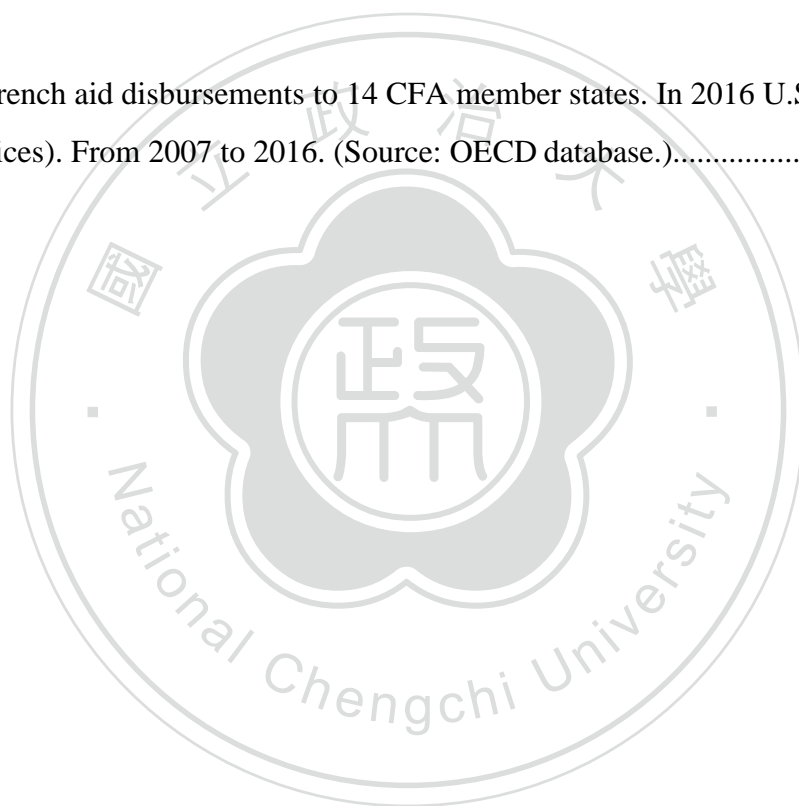 rench aid disbursements to 14 CFA member states. In 2016 U.S
ices). From 2007 to 2016. (Source: OECD database.)................
國立政治大學
政
National Chengchi University